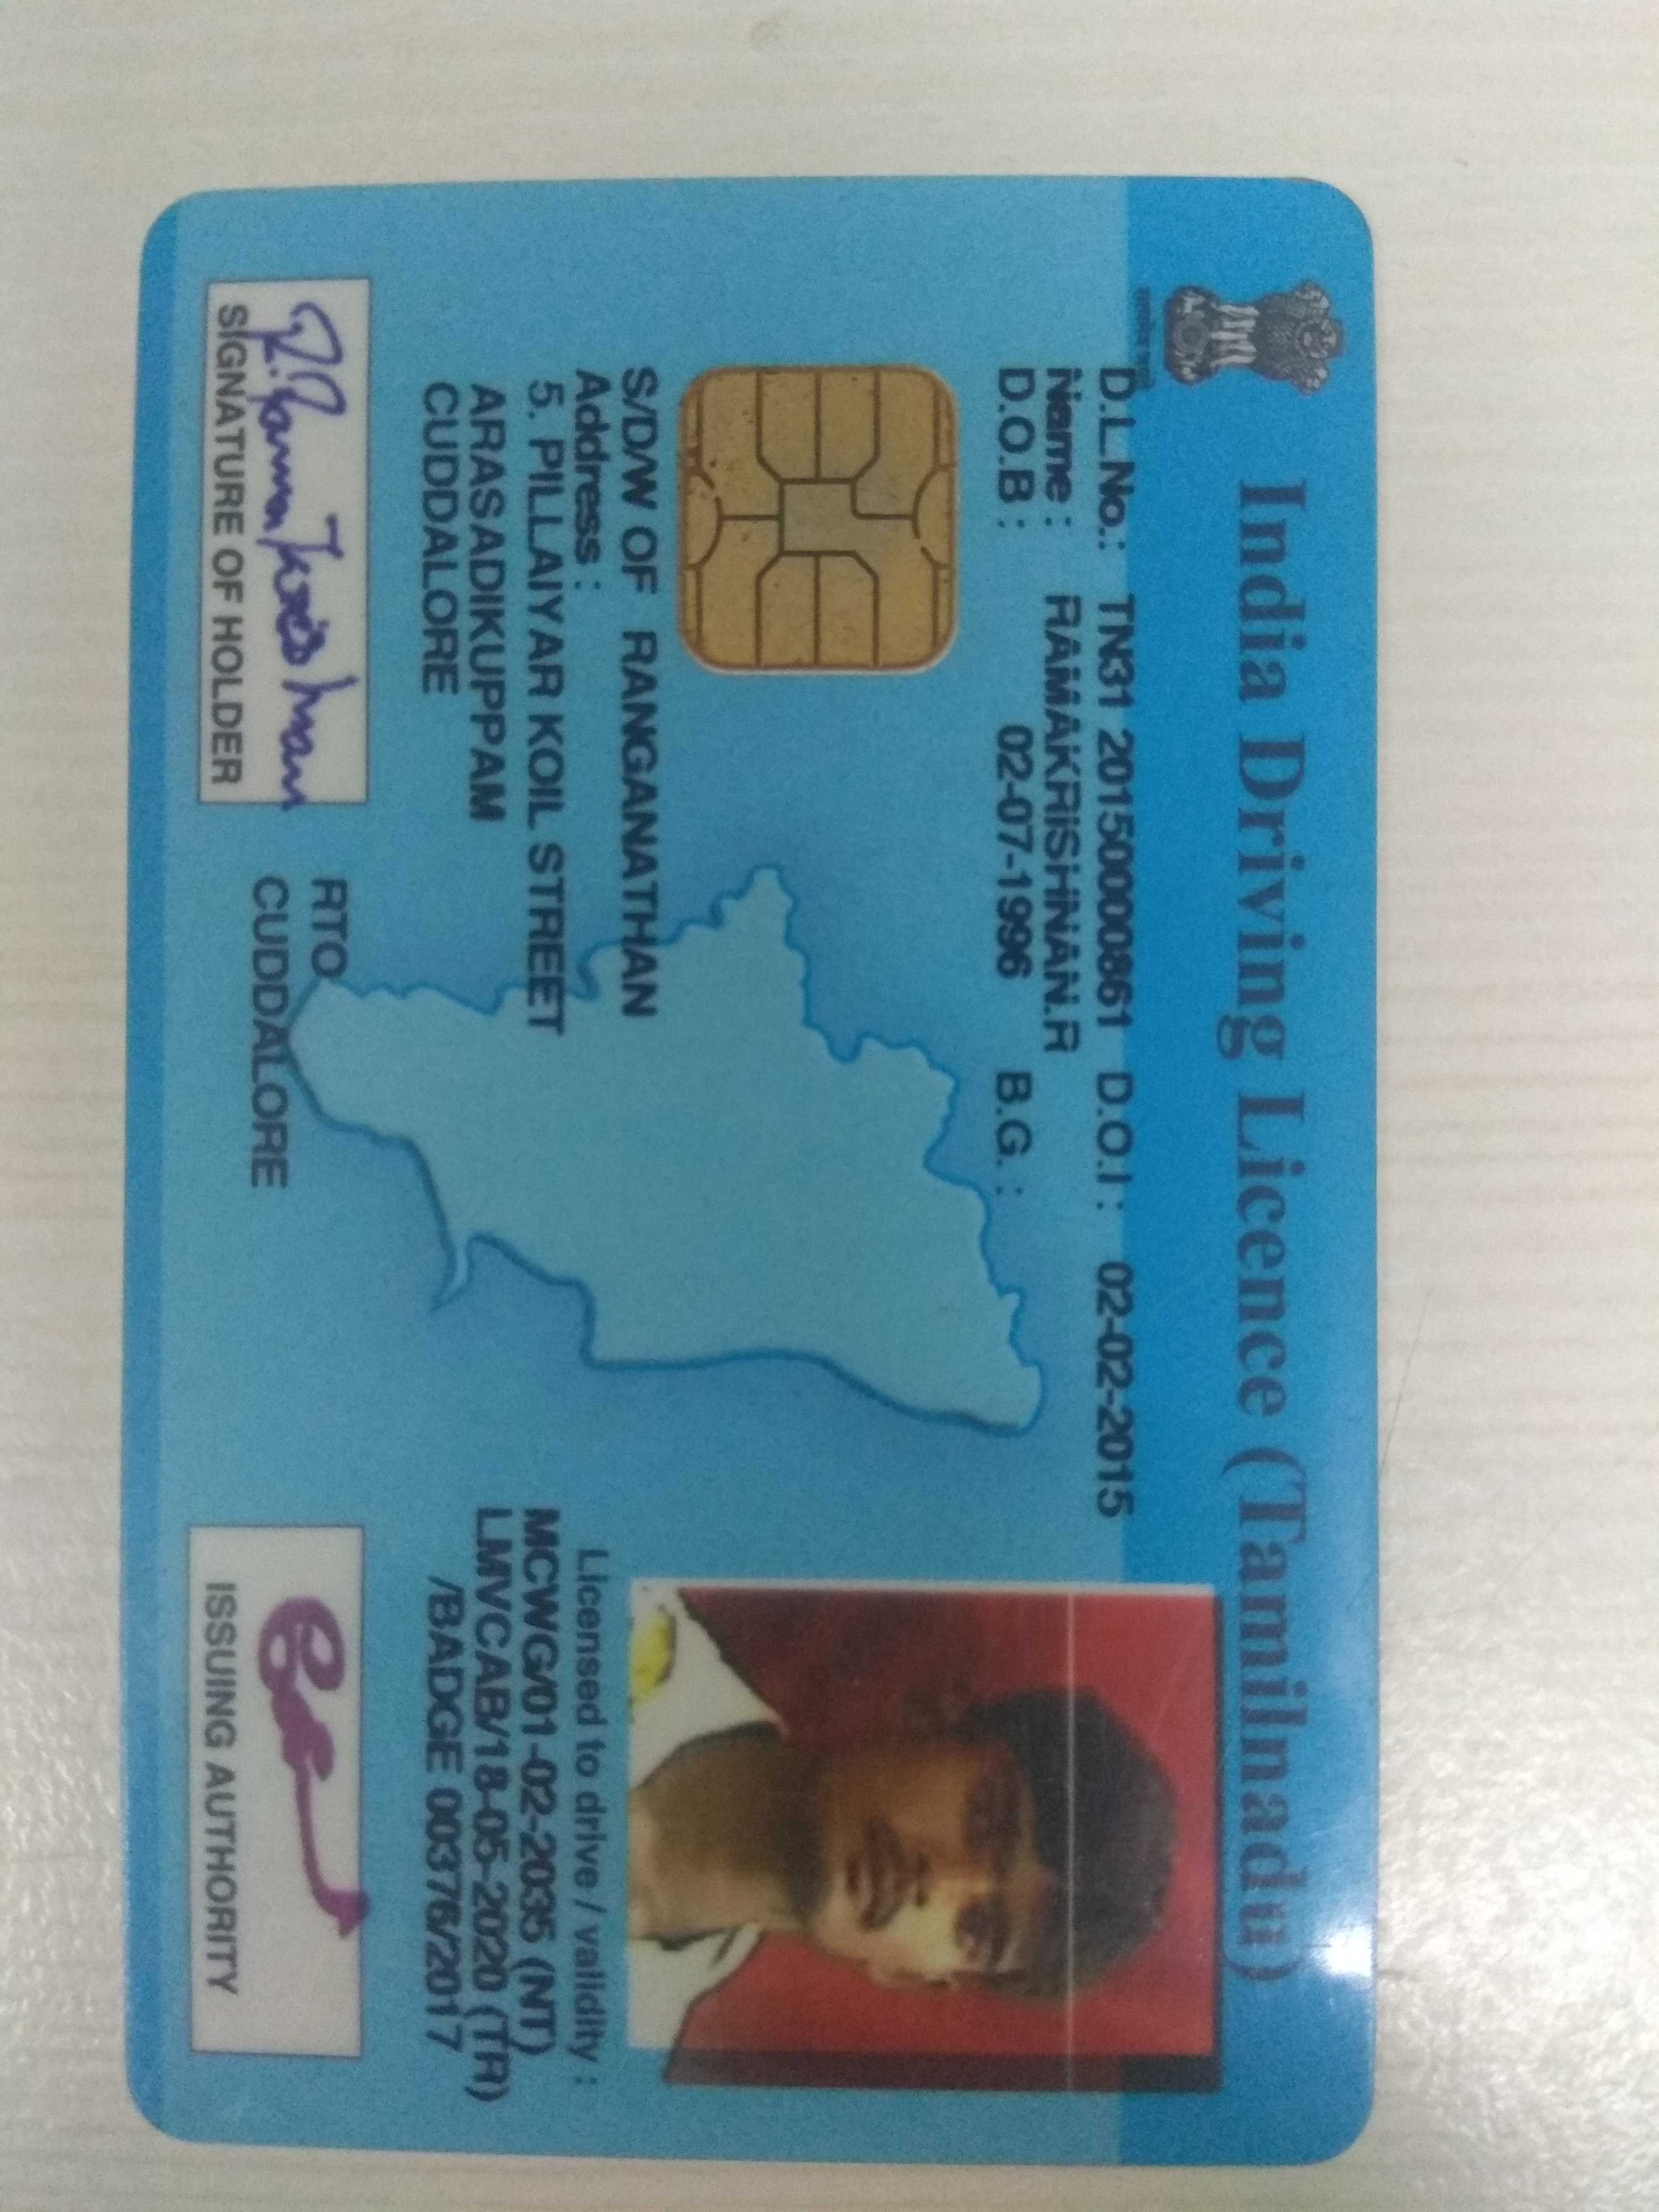 India Driving Licence (Tamilnadu)
D.L.No.: TN31 20150000861 D.O.I : 02-02-2015
Name : RAMAKRISHNAN.R
D.O.B : 02-07-1996 B.G. :
S/D/W OF RANGANATHAN
Address :
5. PILLAIYAR KOIL STREET
ARASADIKUPPAM
CUDDALORE
Licensed to drive / validity :
MCWG/01-02-2035 (NT)
LMVCAB/18-05-2020 (TR)
/BADGE 00376/2017
SIGNATURE OF HOLDER
RTO
CUDDALORE
ISSUING AUTHORITY